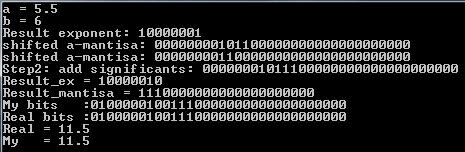 a = 5.5
b = 6
Result exponent: 10000001
shifted a-mantisa: 00000000101100000000000000000000
shifted a-mantisa: 00000000110000000000000000000000
Step2: add significants: 00000001011100000000000000000000
Result_ex = 10000010
Result_mantisa = 1110000000000000000000
My bits   :01000001001110000000000000000000
Real bits :01000001001110000000000000000000
Real = 11.5
My   = 11.5